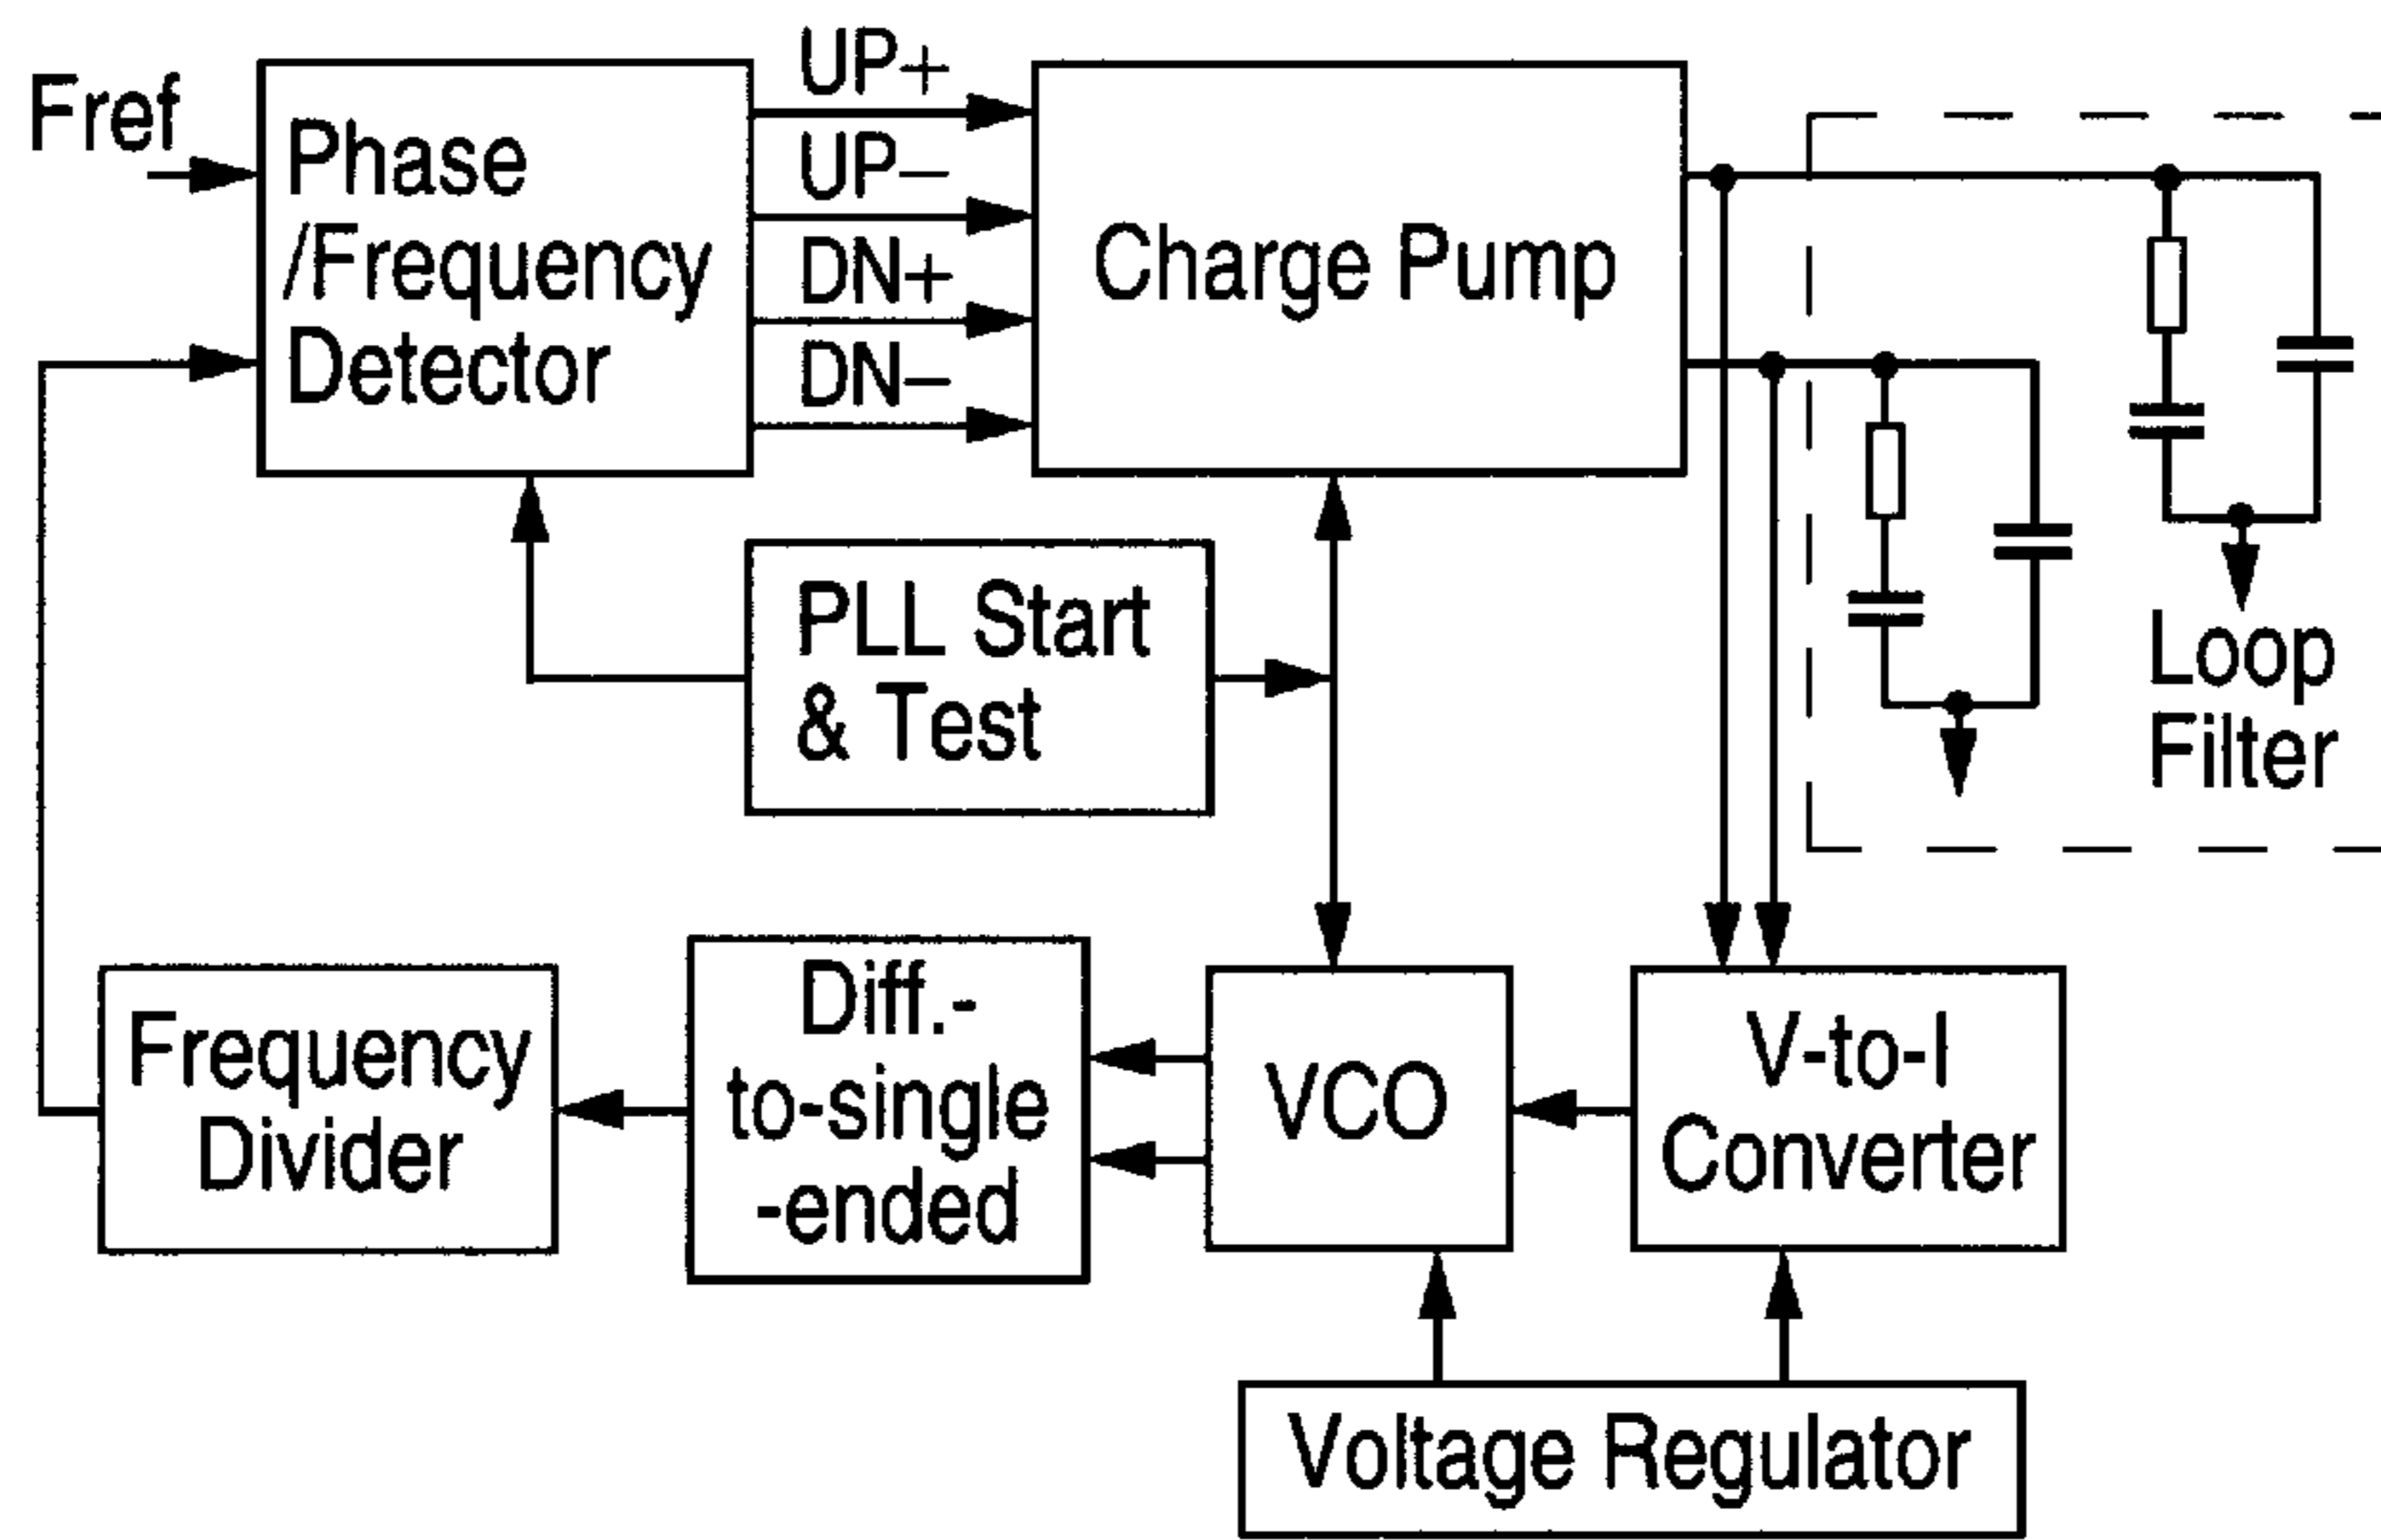 Fref
Phase
/Frequency
Detector
UP+
UP−
DN+
DN−
Charge Pump
PLL Start
& Test
Loop
Filter
Frequency
Divider
Diff.-
to-single
-ended
VCO
V-to-I
Converter
Voltage Regulator